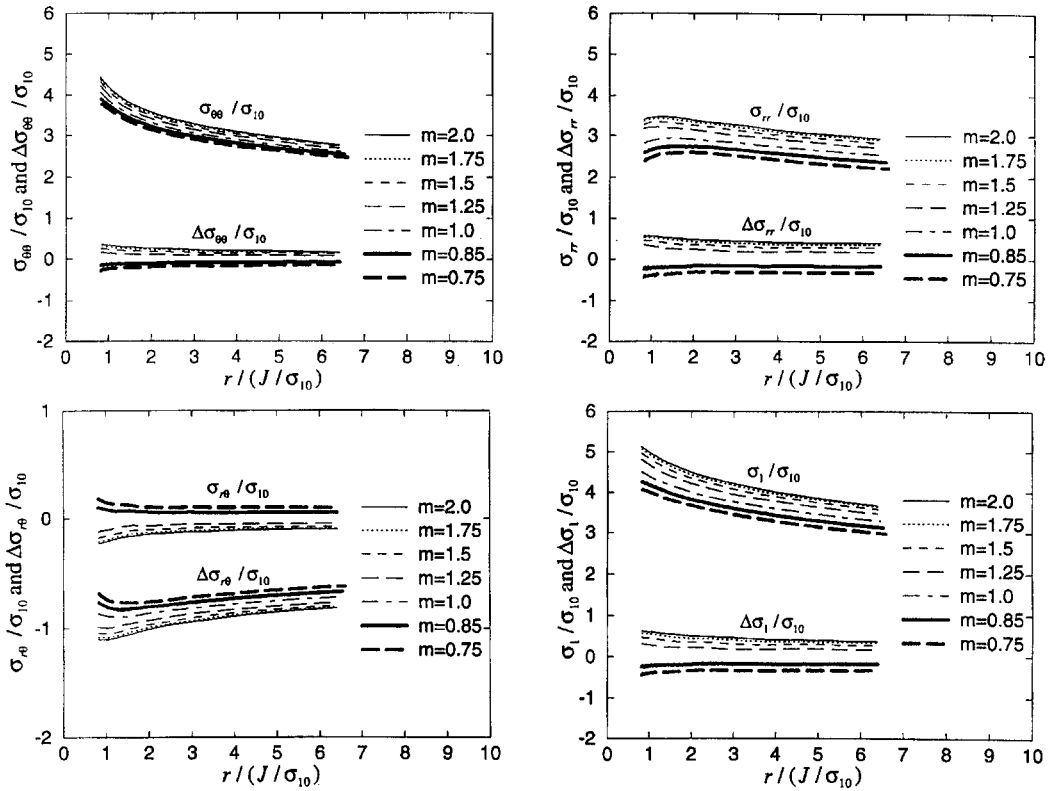 6
5
4
3
2
1
0
-1
-2
σθθ /σ10 and Δσθθ /σ10
σθθ /σ10
Δσθθ /σ10
m=2.0
m=1.75
m=1.5
m=1.25
m=1.0
m=0.85
m=0.75
0 1 2 3 4 5 6 7 8 9 10
r / (J /σ10)
6
5
4
3
2
1
0
-1
-2
σrr /σ10 and Δσrr /σ10
σrr /σ10
Δσrr /σ10
m=2.0
m=1.75
m=1.5
m=1.25
m=1.0
m=0.85
m=0.75
0 1 2 3 4 5 6 7 8 9 10
r / (J /σ10)
1
0
-1
-2
σrθ /σ10 and Δσrθ /σ10
σrθ /σ10
Δσrθ /σ10
m=2.0
m=1.75
m=1.5
m=1.25
m=1.0
m=0.85
m=0.75
0 1 2 3 4 5 6 7 8 9 10
r / (J /σ10)
6
5
4
3
2
1
0
-1
-2
σ1 /σ10 and Δσ1 /σ10
σ1 /σ10
Δσ1 /σ10
m=2.0
m=1.75
m=1.5
m=1.25
m=1.0
m=0.85
m=0.75
0 1 2 3 4 5 6 7 8 9 10
r / (J /σ10)